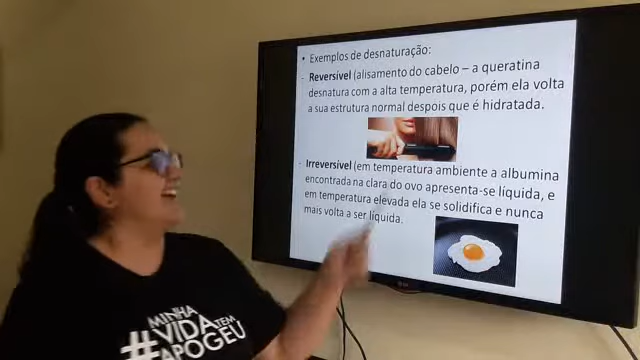 • Exemplos de desnaturação:
- Reversível (alisamento do cabelo – a queratina
desnatura com a alta temperatura, porém ela volta
a sua estrutura normal despois que é hidratada.
- Irreversível (em temperatura ambiente a albumina
encontrada na clara do ovo apresenta-se líquida, e
em temperatura elevada ela se solidifica e nunca
mais volta a ser líquida.
LG
MINHA
#VIDA TEM
APOGEU